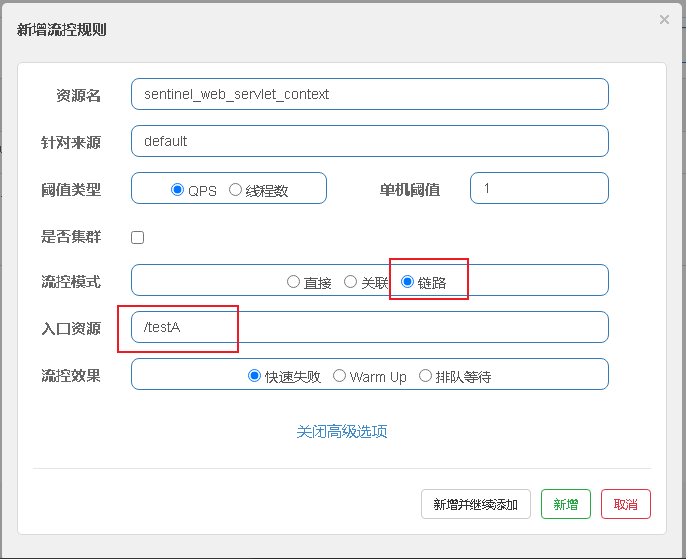 新增流控规则
×
资源名 sentinel_web_servlet_context
针对来源 default
阈值类型 QPS 线程数 单机阈值 1
是否集群
流控模式 直接 关联 链路
入口资源 /testA
流控效果 快速失败 Warm Up 排队等待
关闭高级选项
新增并继续添加 新增 取消